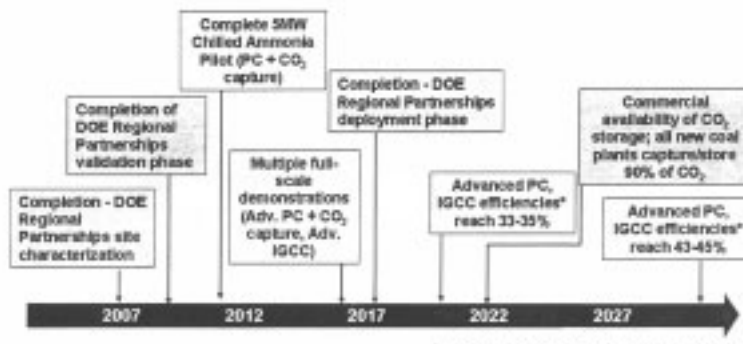 Complete 5MW
Chilled Ammonia
Pilot (PC + CO₂
capture)
Completion of
DOE Regional
Partnerships
validation phase
Completion - DOE
Regional Partnerships
deployment phase
Commercial
availability of CO₂
storage; all new coal
plants capture/store
90% of CO₂
Completion - DOE
Regional
Partnerships site
characterization
Multiple full-
scale
demonstrations
(Adv. PC + CO₂
capture, Adv.
IGCC)
Advanced PC,
IGCC efficiencies*
reach 33-35%
Advanced PC,
IGCC efficiencies*
reach 43-45%
2007 2012 2017 2022 2027